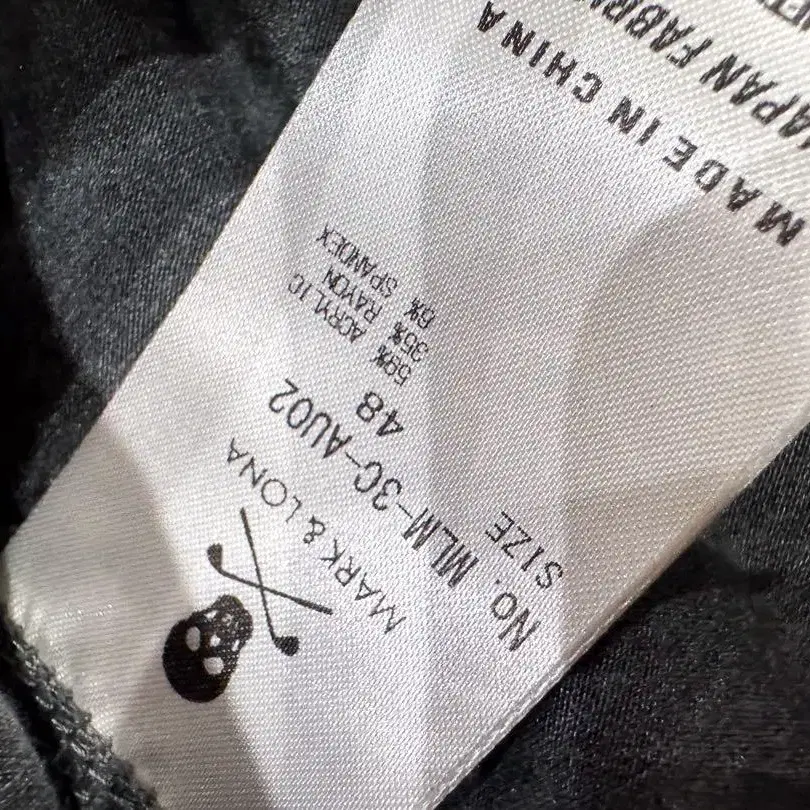 MARK & LONA
No. MLM-3C-AU02
SIZE 48
59% ACRYLIC
35% RAYON
6% SPANDEX
MADE IN CHINA
JAPAN FABRI